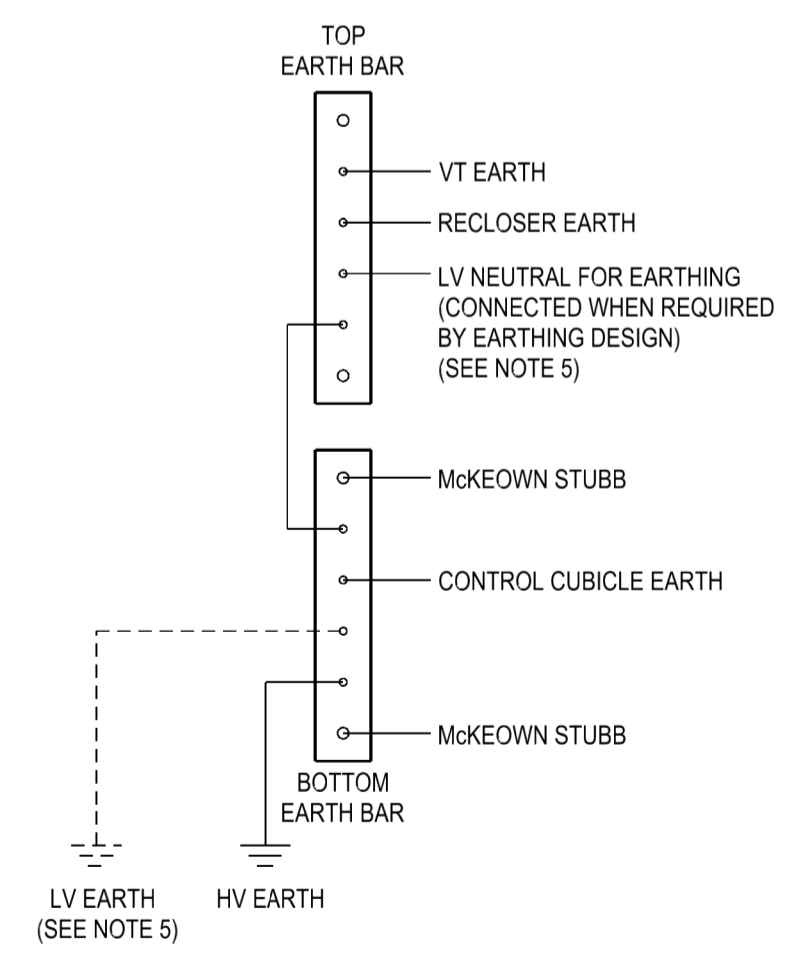 TOP
EARTH BAR
VT EARTH
RECLOSER EARTH
LV NEUTRAL FOR EARTHING
(CONNECTED WHEN REQUIRED
BY EARTHING DESIGN)
(SEE NOTE 5)
McKEOWN STUBB
CONTROL CUBICLE EARTH
McKEOWN STUBB
BOTTOM
EARTH BAR
LV EARTH
(SEE NOTE 5)
HV EARTH